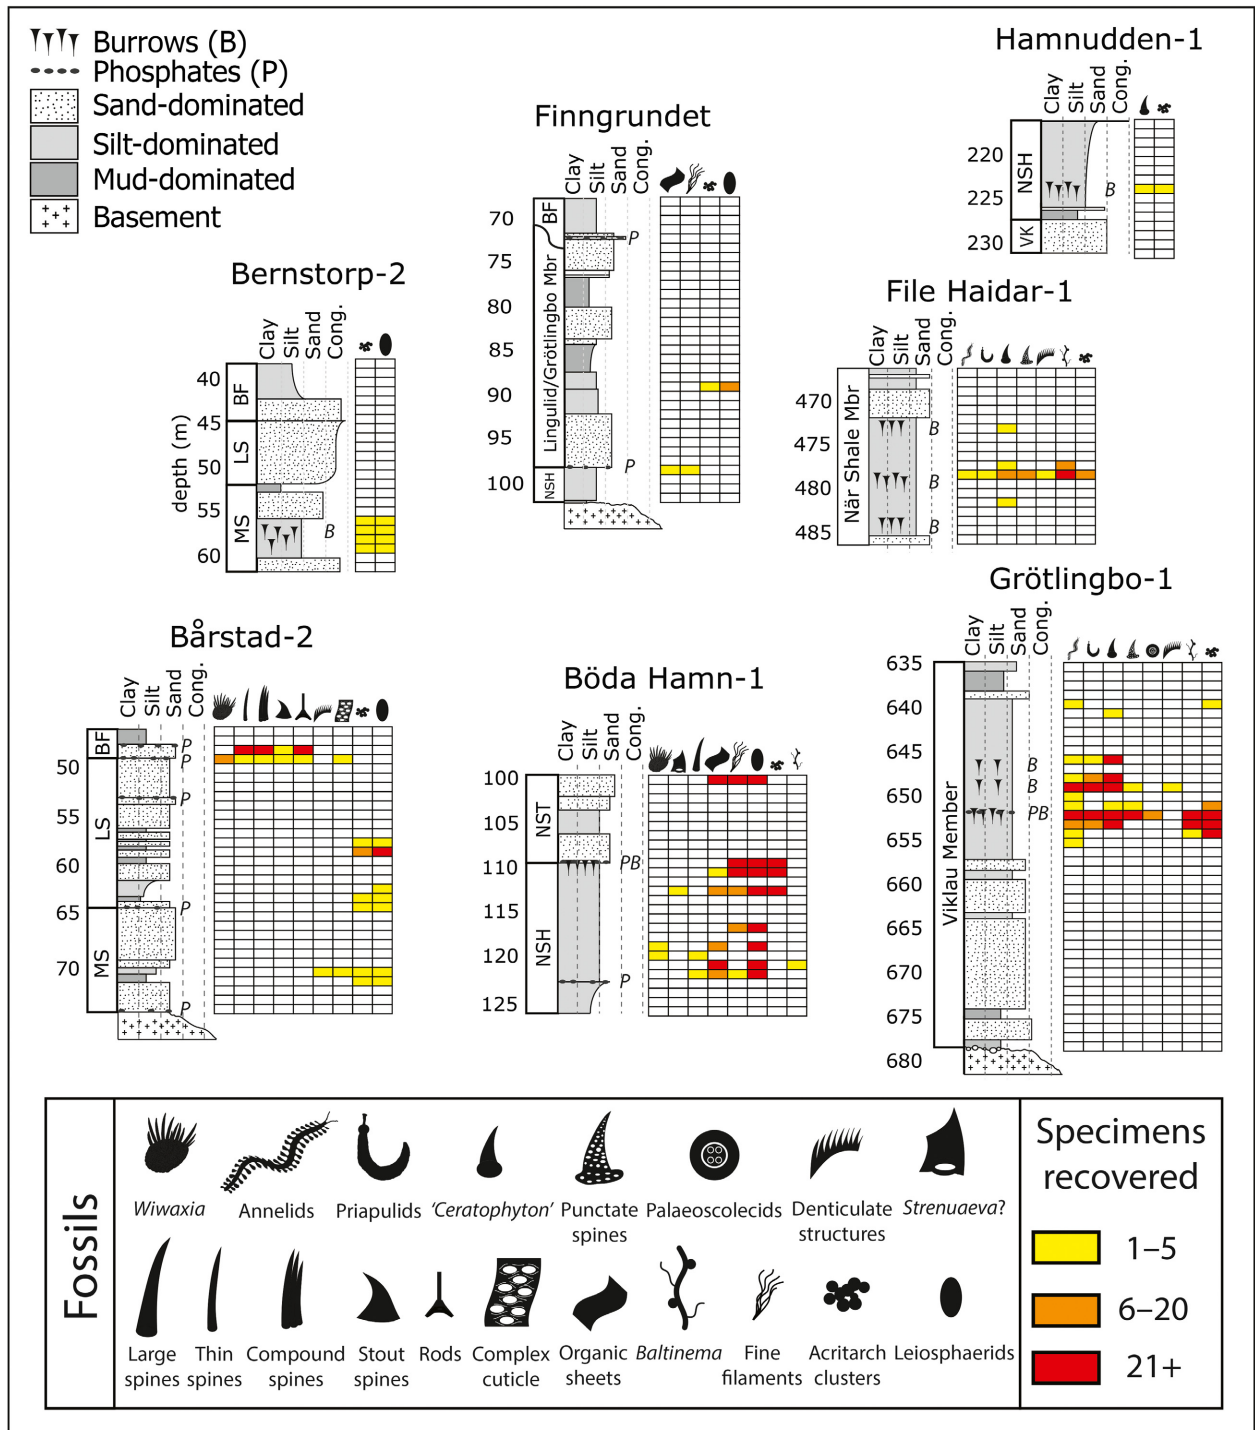 Burrows (B)
Phosphates (P)
Sand-dominated
Silt-dominated
Mud-dominated
Basement
Hamnudden-1
Clay
Silt
Sand
Cong.
220
225
230
NSH
VK
B
Finngrundet
Clay
Silt
Sand
Cong.
70
75
80
85
90
95
100
BF
Lingulid/Grötlingbo Mbr
NSH
P
P
Bernstorp-2
Clay
Silt
Sand
Cong.
depth (m)
40
45
50
55
60
BF
LS
MS
B
File Haidar-1
Clay
Silt
Sand
Cong.
470
475
480
485
När Shale Mbr
B
B
B
Bårstad-2
Clay
Silt
Sand
Cong.
50
55
60
65
70
BF
LS
MS
P
P
P
P
P
Böda Hamn-1
Clay
Silt
Sand
Cong.
100
105
110
115
120
125
NST
NSH
PB
P
Grötlingbo-1
Clay
Silt
Sand
Cong.
635
640
645
650
655
660
665
670
675
680
Viklau Member
B
B
PB
Fossils
Wiwaxia
Annelids
Priapulids
'Ceratophyton'
Punctate
spines
Palaeoscolecids
Denticulate
structures
Strenuaeva?
Large
spines
Thin
spines
Compound
spines
Stout
spines
Rods
Complex
cuticle
Organic
sheets
Baltinema
Fine
filaments
Acritarch
clusters
Leiosphaerids
Specimens
recovered
1–5
6–20
21+